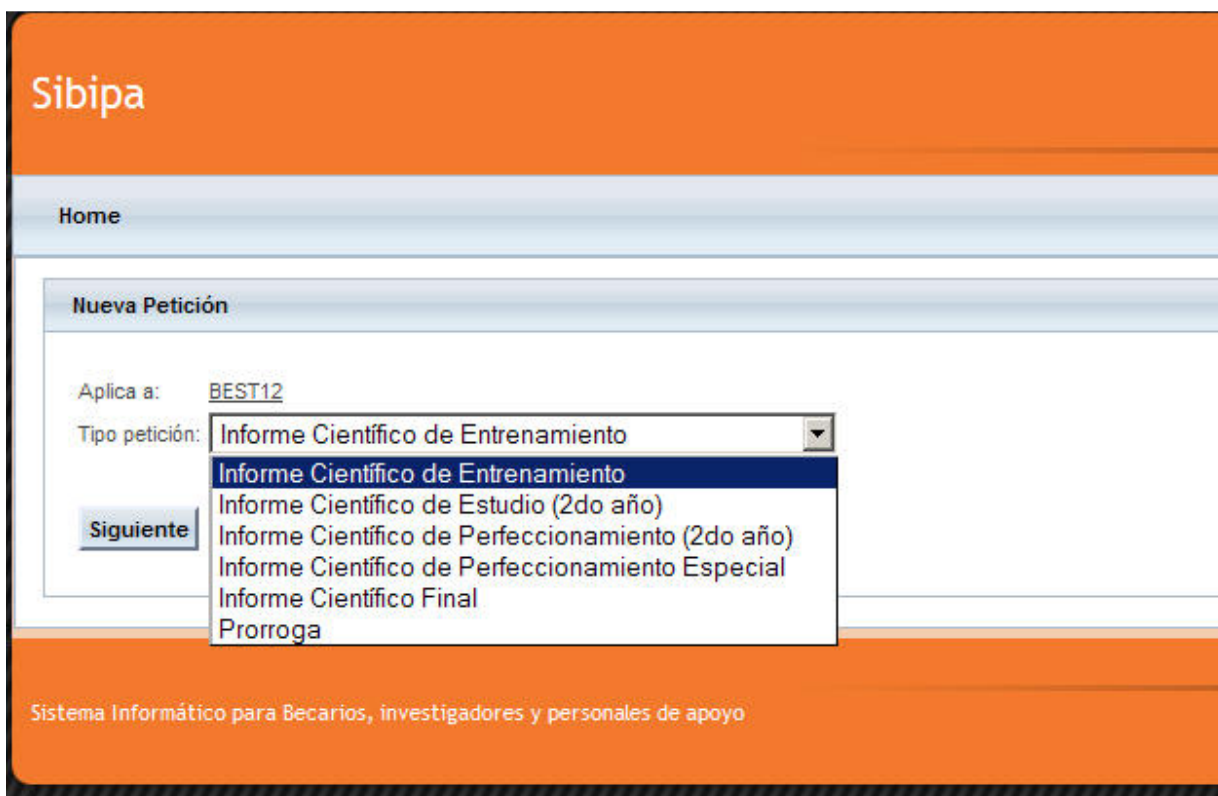 Sibipa
Home
Nueva Petición
Aplica a: BEST12
Tipo petición: Informe Científico de Entrenamiento
Informe Científico de Entrenamiento
Informe Científico de Estudio (2do año)
Informe Científico de Perfeccionamiento (2do año)
Informe Científico de Perfeccionamiento Especial
Informe Científico Final
Prorroga
Siguiente
Sistema Informático para Becarios, investigadores y personales de apoyo